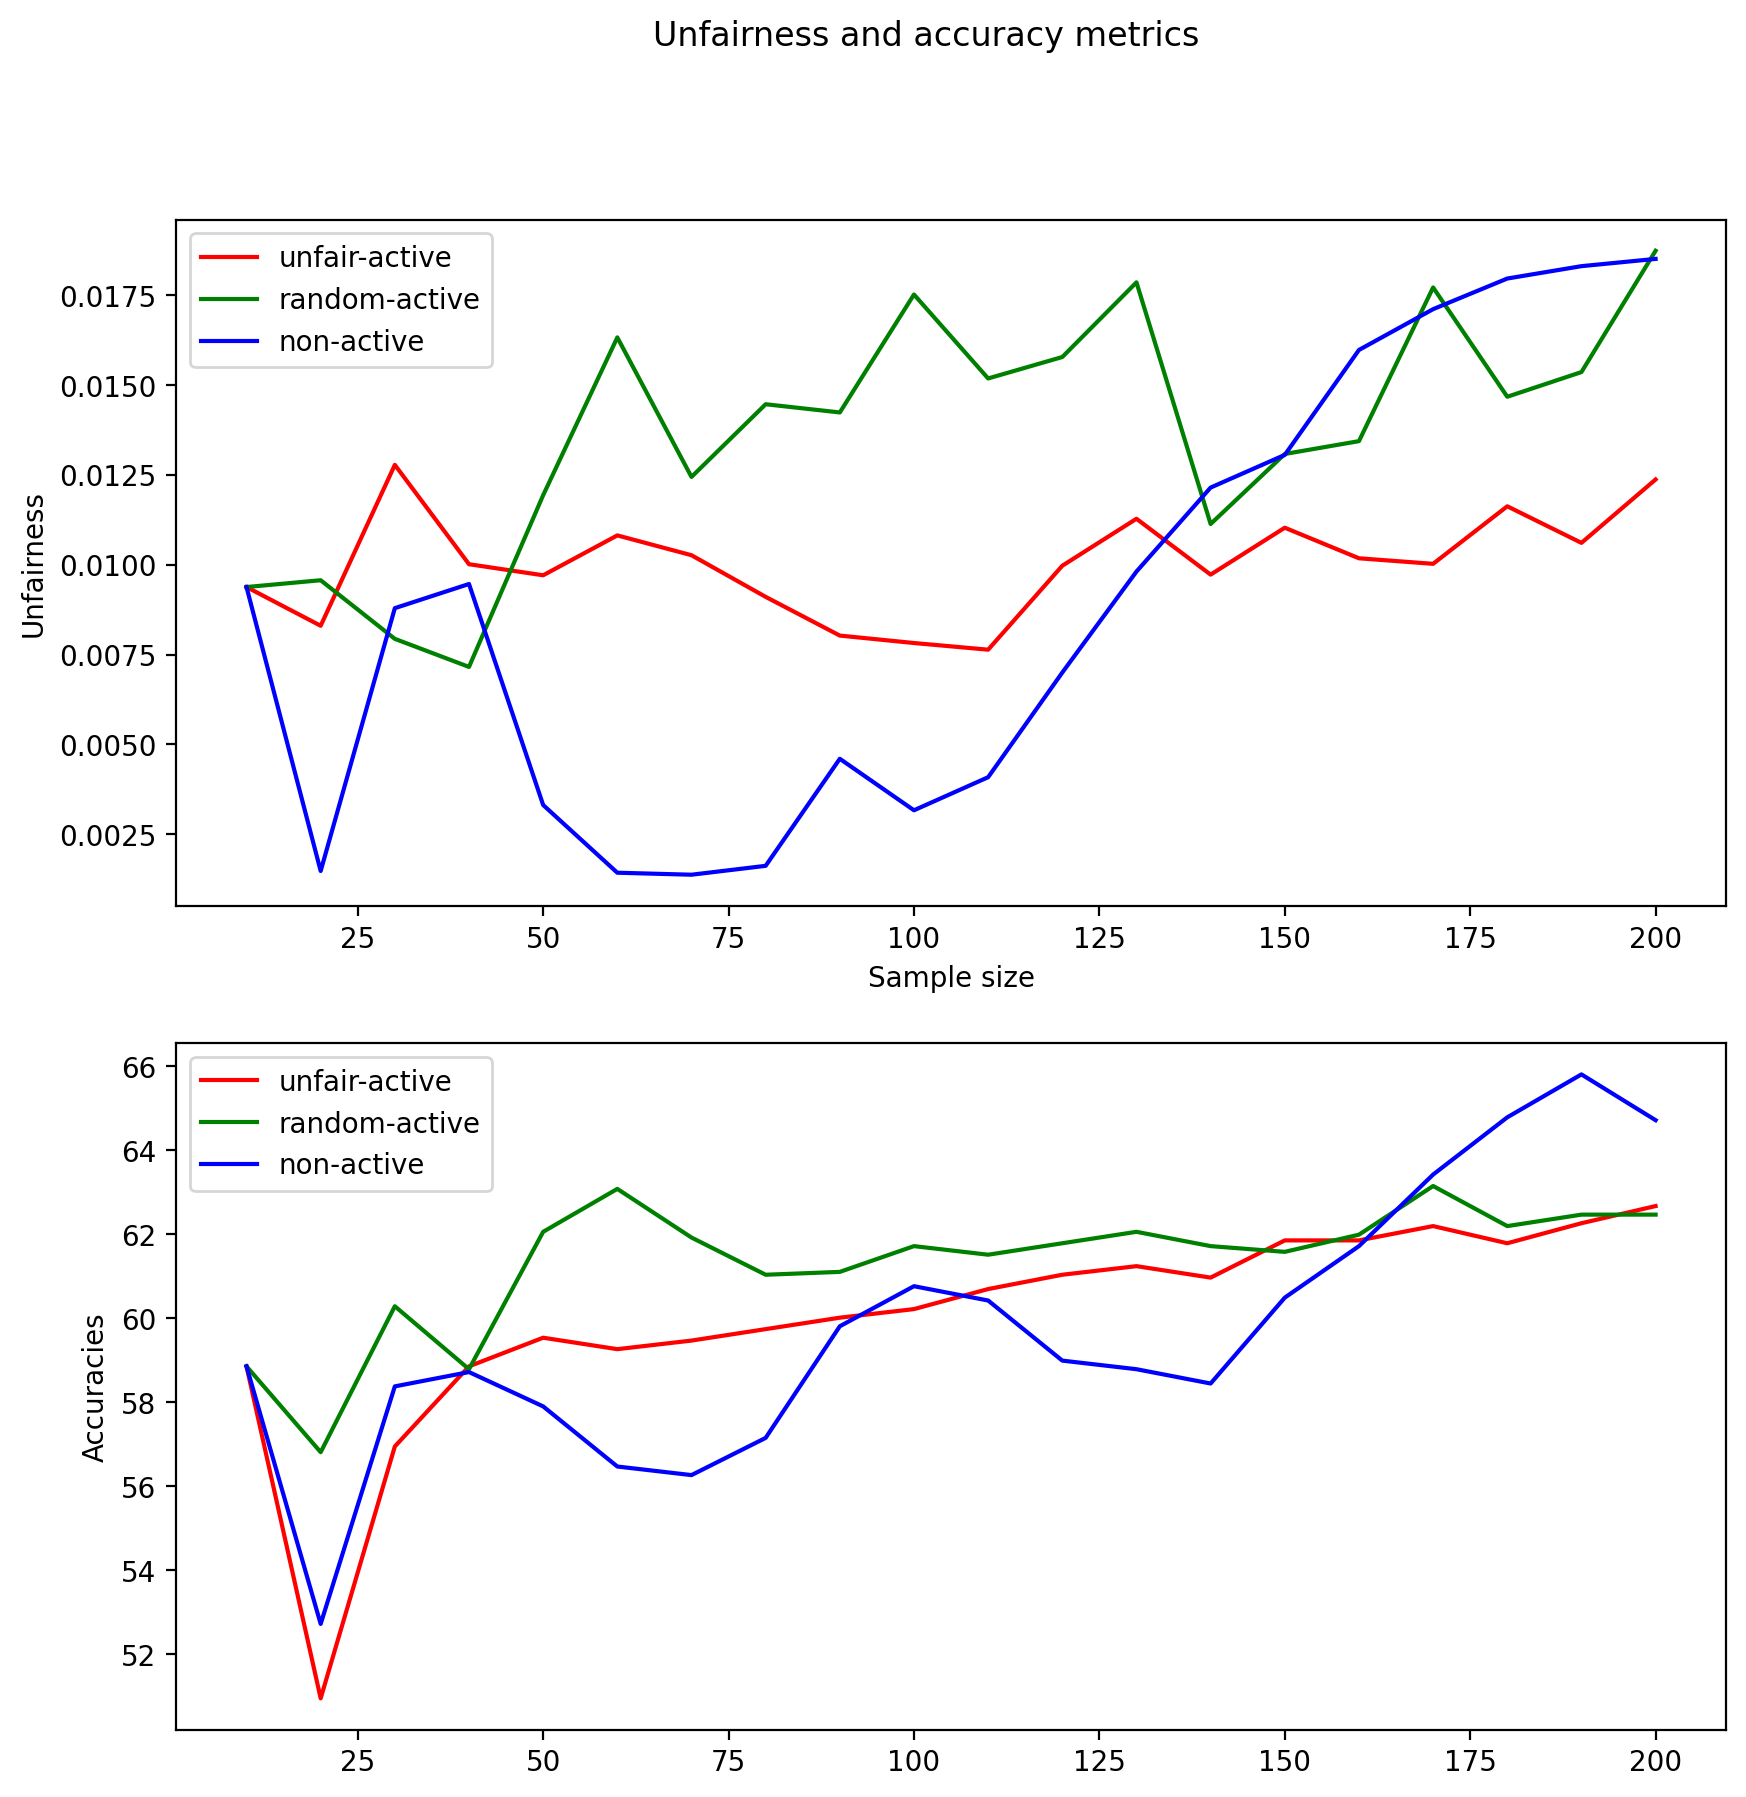 Unfairness and accuracy metrics
unfair-active
random-active
non-active
0.0175
0.0150
0.0125
0.0100
0.0075
0.0050
0.0025
Unfairness
25 50 75 100 125 150 175 200
Sample size
unfair-active
random-active
non-active
66
64
62
60
58
56
54
52
Accuracies
25 50 75 100 125 150 175 200